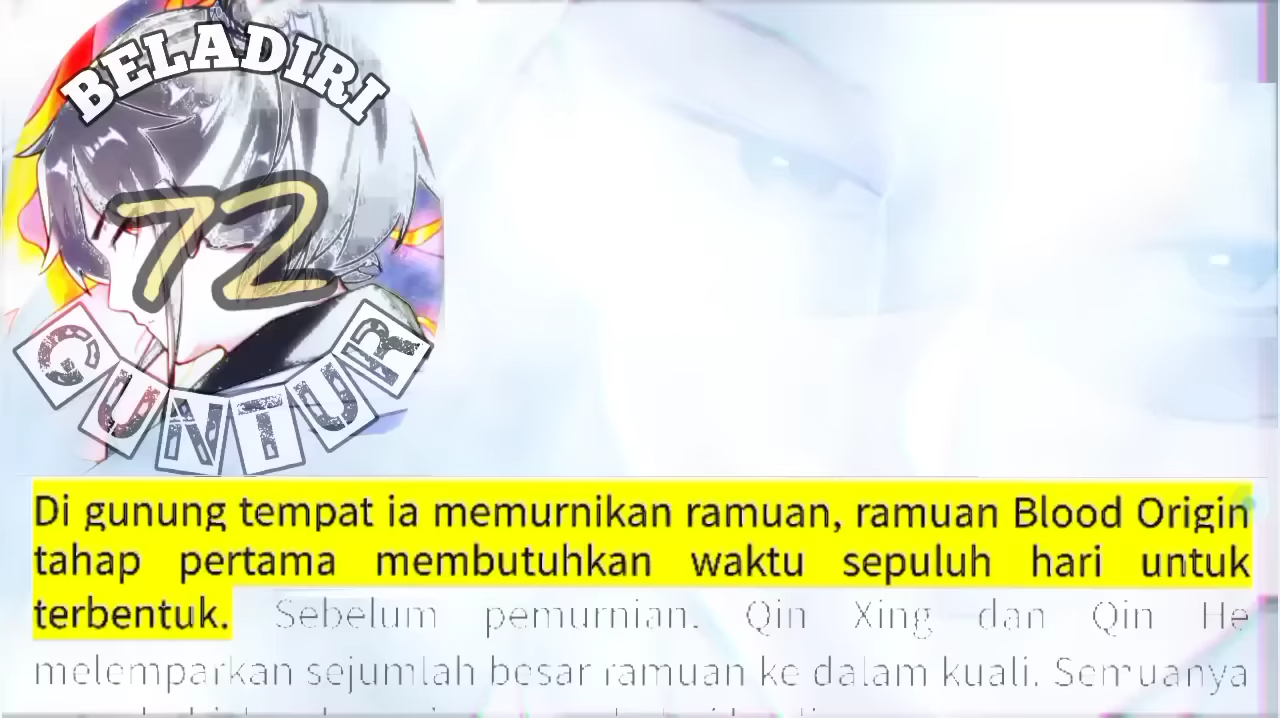 BELADIRI
72
GUNTUR
Di gunung tempat ia memurnikan ramuan, ramuan Blood Origin
tahap pertama membutuhkan waktu sepuluh hari untuk
terbentuk. Sebelum pemurnian. Qin Xing dan Qin He
melemparkan sejumlah besar ramuan ke dalam kuali. Semuanya